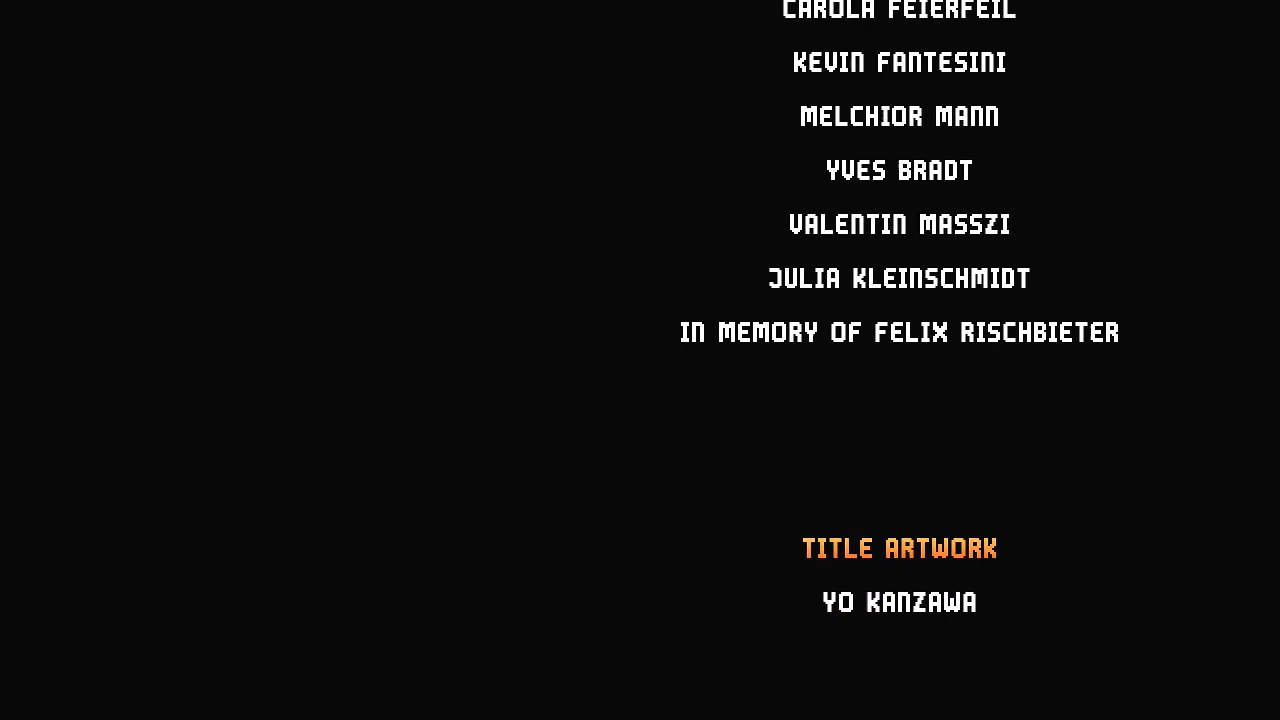 CAROLA FEIERFEIL
KEVIN FANTESINI
MELCHIOR MANN
YVES BRADT
VALENTIN MASSZI
JULIA KLEINSCHMIDT
IN MEMORY OF FELIX RISCHBIETER
TITLE ARTWORK
YO KANZAWA